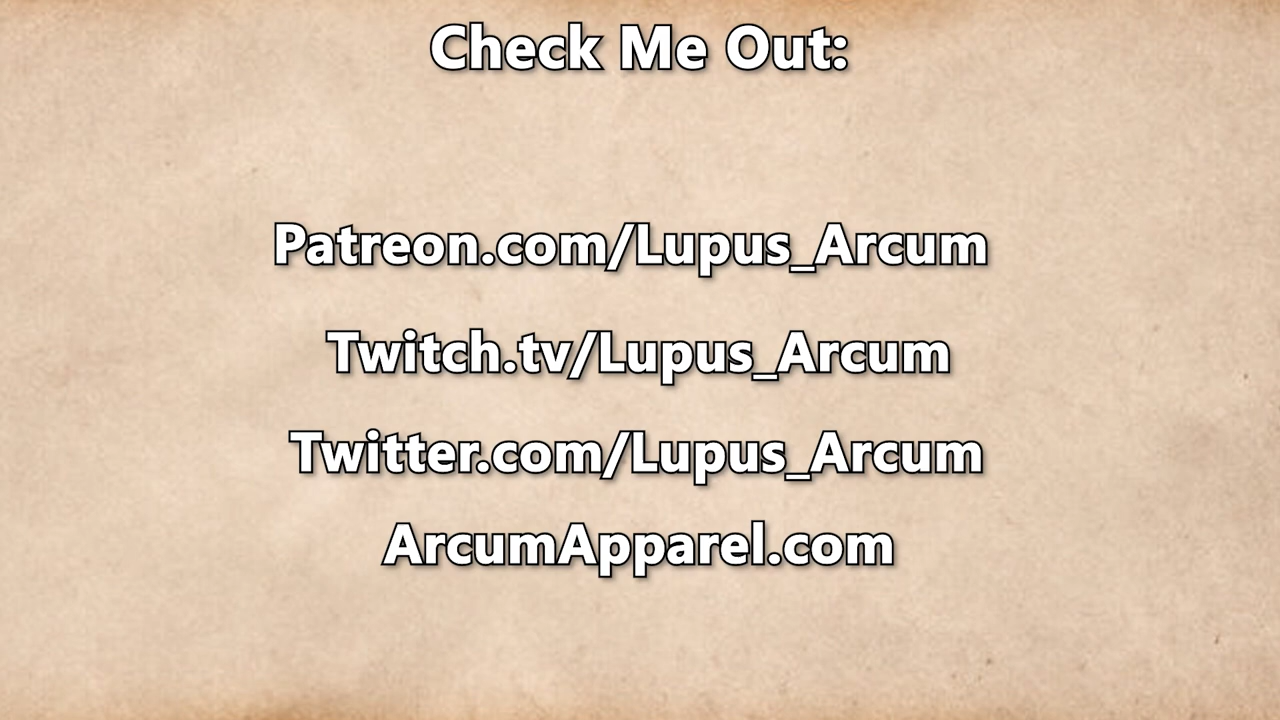 Check Me Out:
Patreon.com/Lupus_Arcum
Twitch.tv/Lupus_Arcum
Twitter.com/Lupus_Arcum
ArcumApparel.com